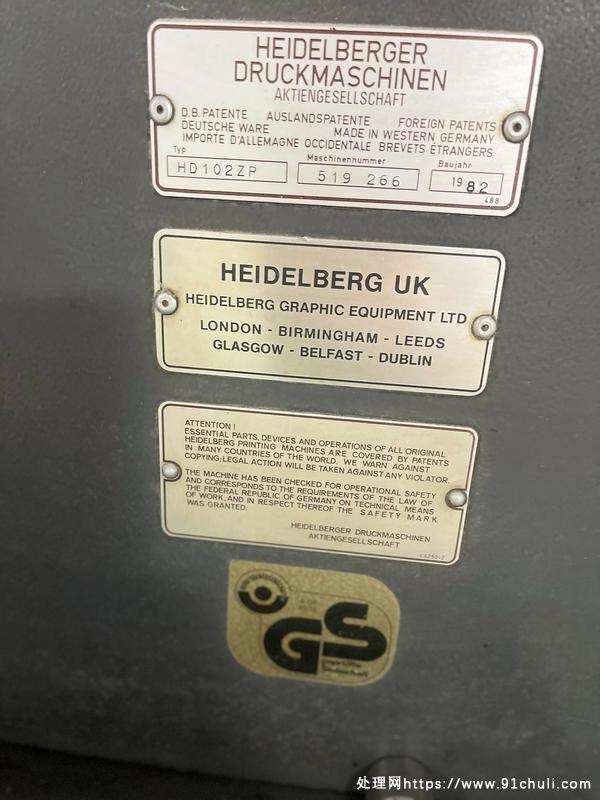 HEIDELBERGER
DRUCKMASCHINEN
AKTIENGESELLSCHAFT
D.B. PATENTE AUSLANDSPATENTE FOREIGN PATENTS
DEUTSCHE WARE MADE IN WESTERN GERMANY
IMPORTE D'ALLEMAGNE OCCIDENTALE BREVETS ÉTRANGERS
Typ Maschinennummer Baujahr
HD102ZP 519 266 1982
488
HEIDELBERG UK
HEIDELBERG GRAPHIC EQUIPMENT LTD
LONDON - BIRMINGHAM - LEEDS
GLASGOW - BELFAST - DUBLIN
ATTENTION!
ESSENTIAL PARTS, DEVICES AND OPERATIONS OF ALL ORIGINAL
HEIDELBERG PRINTING MACHINES ARE COVERED BY PATENTS
IN MANY COUNTRIES OF THE WORLD. WE WARN AGAINST
COPYING; LEGAL ACTION WILL BE TAKEN AGAINST ANY VIOLATOR.
THE MACHINE HAS BEEN CHECKED FOR OPERATIONAL SAFETY
AND CORRESPONDS TO THE REQUIREMENTS OF THE LAW OF
THE FEDERAL REPUBLIC OF GERMANY ON TECHNICAL MEANS
OF WORK, AND IN RESPECT THEREOF THE SAFETY MARK
WAS GRANTED.
HEIDELBERGER DRUCKMASCHINEN
AKTIENGESELLSCHAFT
GS
geprüfte
Sicherheit
处理网https://www.91chuli.com